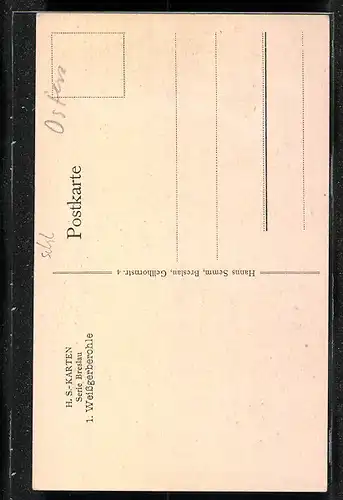 H. S.-KARTEN
Serie Breslau
1. Weißgerberohle
Postkarte
Ostern
Hanns Semm, Breslau, Gellhornstr. 4